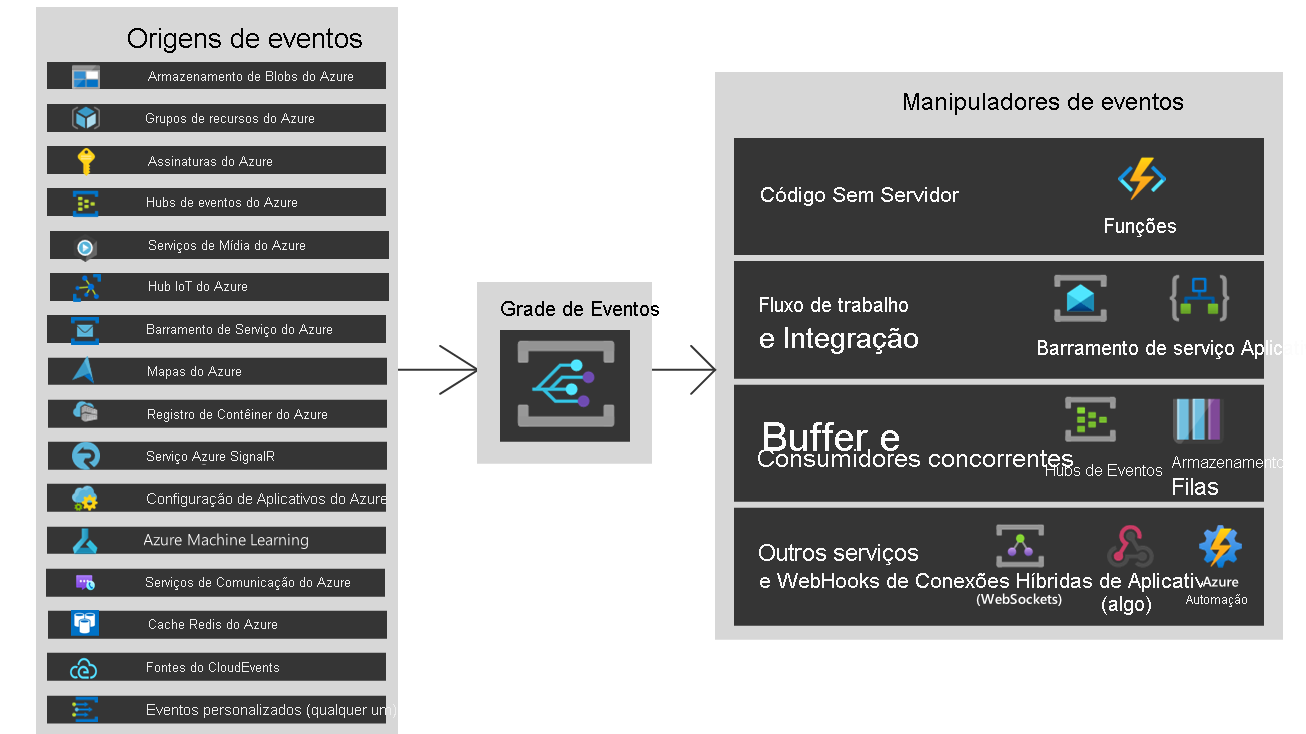 Origens de eventos
Armazenamento de Blobs do Azure
Grupos de recursos do Azure
Assinaturas do Azure
Hubs de eventos do Azure
Serviços de Mídia do Azure
Hub IoT do Azure
Barramento de Serviço do Azure
Mapas do Azure
Registro de Contêiner do Azure
Serviço Azure SignalR
Configuração de Aplicativos do Azure
Azure Machine Learning
Serviços de Comunicação do Azure
Cache Redis do Azure
Fontes do CloudEvents
Eventos personalizados (qualquer um)
Grade de Eventos
Manipuladores de eventos
Código Sem Servidor
Funções
Fluxo de trabalho
e Integração
Barramento de serviço
Buffer e
Consumidores concorrentes
Hubs de Eventos
Armazenamento
Filas
Outros serviços
e WebHooks de Conexões Híbridas de Aplicativ
(WebSockets)
(algo)
Azure
Automação